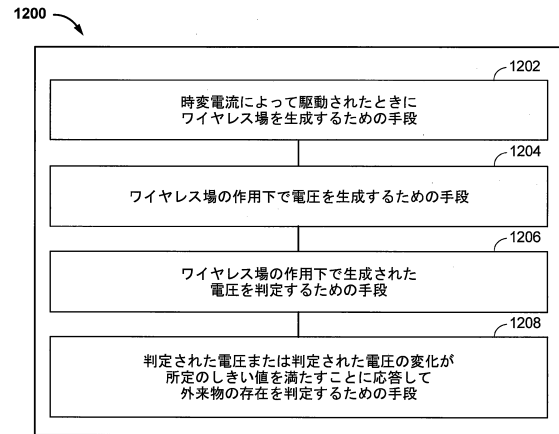 1200
1202
時変電流によって駆動されたときに
ワイヤレス場を生成するための手段
1204
ワイヤレス場の作用下で電圧を生成するための手段
1206
ワイヤレス場の作用下で生成された
電圧を判定するための手段
1208
判定された電圧または判定された電圧の変化が
所定のしきい値を満たすことに応答して
外来物の存在を判定するための手段